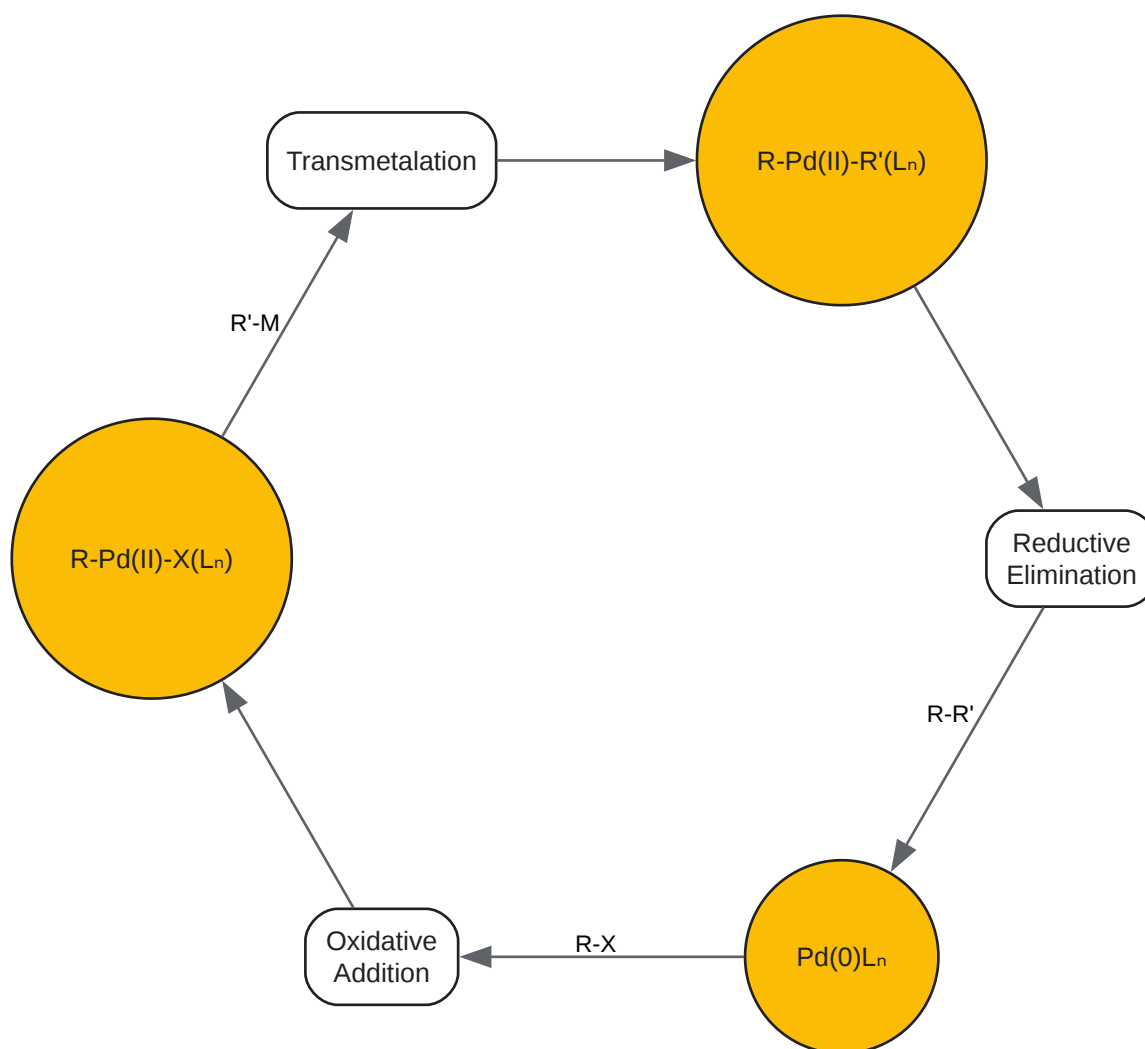 Transmetalation
R-Pd(II)-R'(Lₙ)
R'-M
R-Pd(II)-X(Lₙ)
Reductive
Elimination
R-R'
Oxidative
Addition
R-X
Pd(0)Lₙ